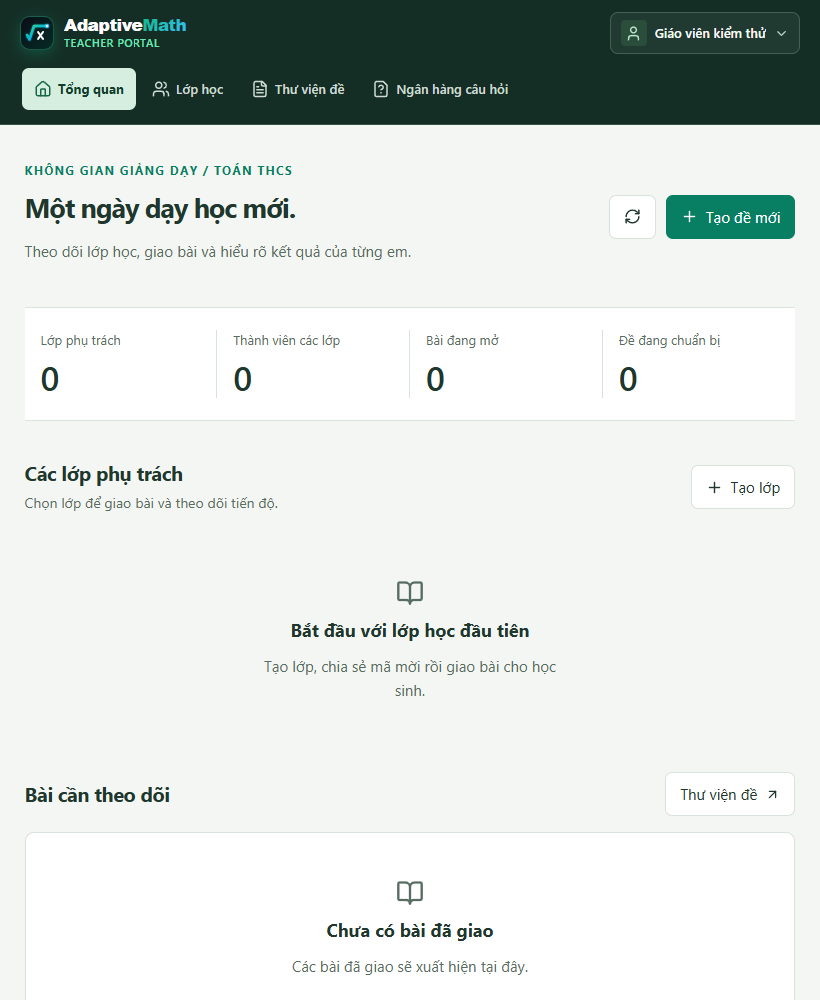 AdaptiveMath
TEACHER PORTAL
Giáo viên kiểm thử
Tổng quan
Lớp học
Thư viện đề
Ngân hàng câu hỏi
KHÔNG GIAN GIẢNG DẠY / TOÁN THCS
Một ngày dạy học mới.
Tạo đề mới
Theo dõi lớp học, giao bài và hiểu rõ kết quả của từng em.
Lớp phụ trách
Thành viên các lớp
Bài đang mở
Đề đang chuẩn bị
0
0
0
0
Các lớp phụ trách
Tạo lớp
Chọn lớp để giao bài và theo dõi tiến độ.
Bắt đầu với lớp học đầu tiên
Tạo lớp, chia sẻ mã mời rồi giao bài cho học
sinh.
Bài cần theo dõi
Thư viện đề
Chưa có bài đã giao
Các bài đã giao sẽ xuất hiện tại đây.